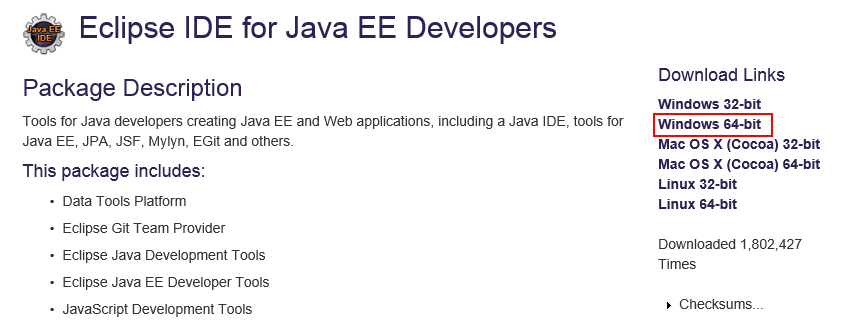 Java EE
IDE
Eclipse IDE for Java EE Developers
Package Description
Tools for Java developers creating Java EE and Web applications, including a Java IDE, tools for
Java EE, JPA, JSF, Mylyn, EGit and others.
This package includes:
• Data Tools Platform
• Eclipse Git Team Provider
• Eclipse Java Development Tools
• Eclipse Java EE Developer Tools
• JavaScript Development Tools
Download Links
Windows 32-bit
Windows 64-bit
Mac OS X (Cocoa) 32-bit
Mac OS X (Cocoa) 64-bit
Linux 32-bit
Linux 64-bit
Downloaded 1,802,427
Times
Checksums...